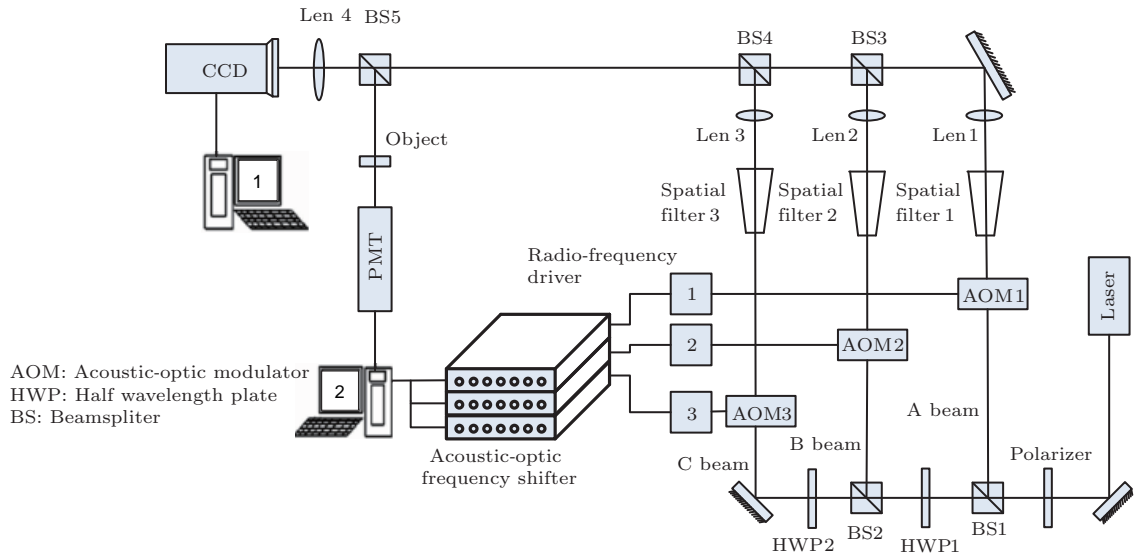 Len 4
BS5
BS4
BS3
CCD
Len 3
Len 2
Len 1
Object
1
Spatial
filter 3
Spatial
filter 2
Spatial
filter 1
PMT
Radio-frequency
driver
1
AOM1
Laser
2
AOM2
AOM: Acoustic-optic modulator
HWP: Half wavelength plate
BS: Beamspliter
2
3
AOM3
A beam
B beam
C beam
Acoustic-optic
frequency shifter
Polarizer
BS2
BS1
HWP2
HWP1